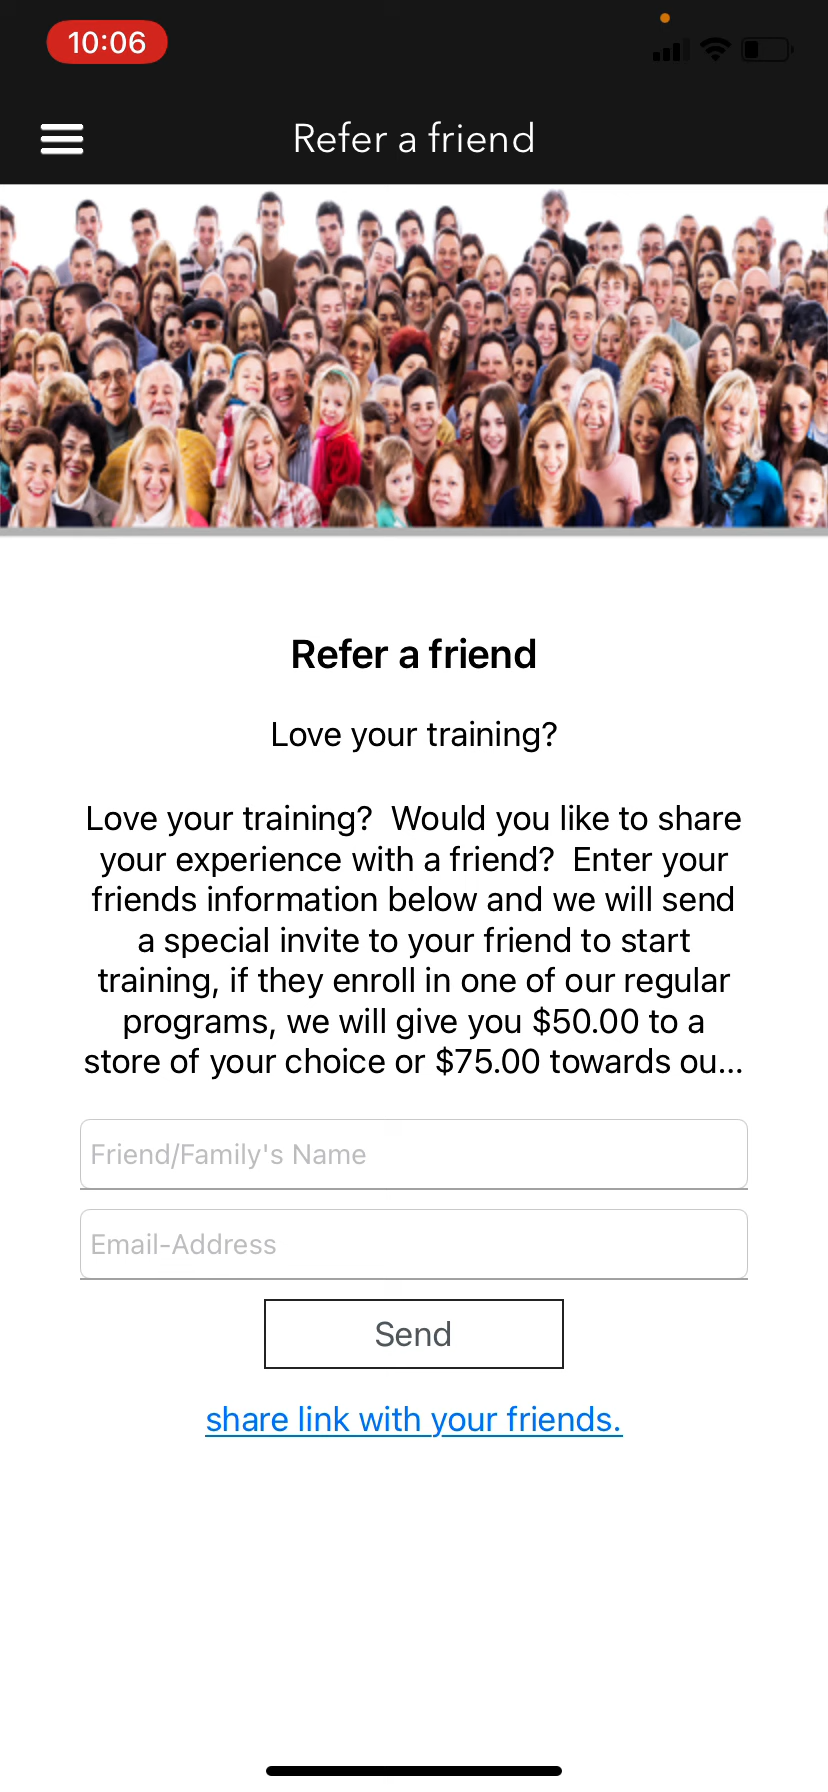 10:06
Refer a friend
Refer a friend
Love your training?
Love your training?  Would you like to share
your experience with a friend?  Enter your
friends information below and we will send
a special invite to your friend to start
training, if they enroll in one of our regular
programs, we will give you $50.00 to a
store of your choice or $75.00 towards ou...
Friend/Family's Name
Email-Address
Send
share link with your friends.